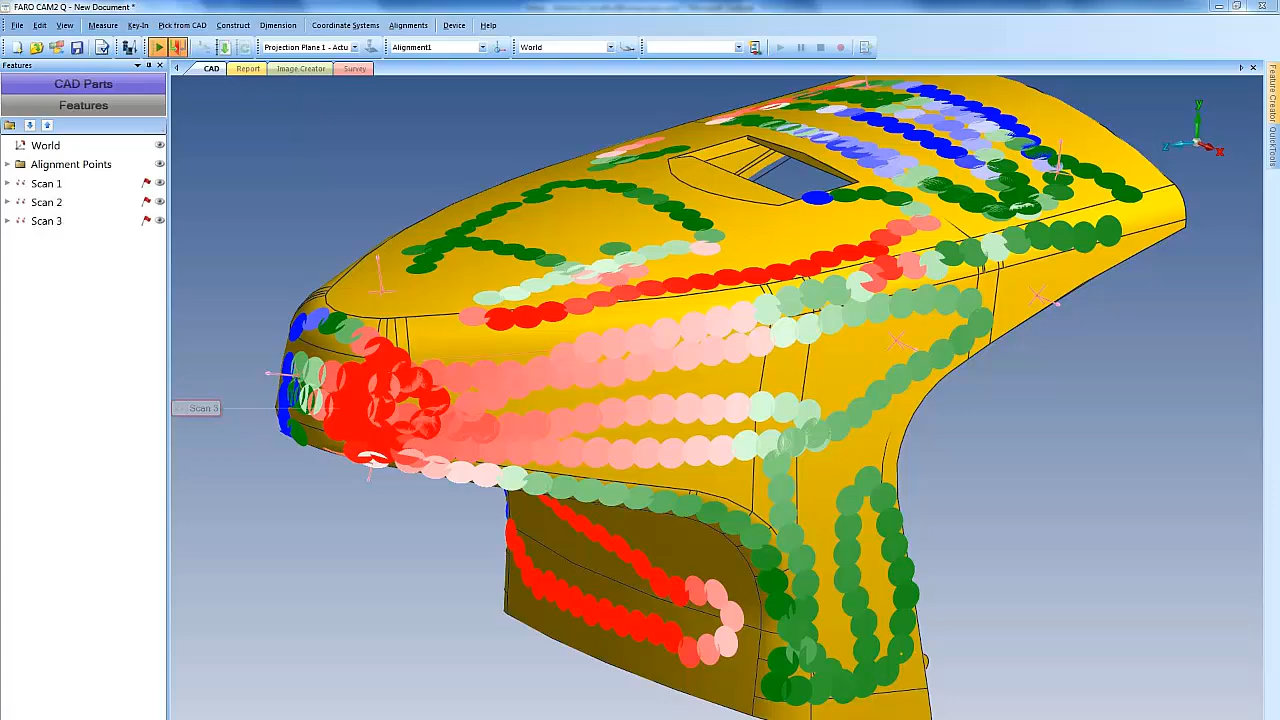 FARO CAM2 Q - New Document *
File Edit View Measure Key-In Pick from CAD Construct Dimension Coordinate Systems Alignments Device Help
Projection Plane 1 - Actu Alignment1 World
Features
CAD Report Image Creator Survey
CAD Parts
Features
World
Alignment Points
Scan 1
Scan 2
Scan 3
Scan 3
y
z
x
Feature Creator
QuickTools